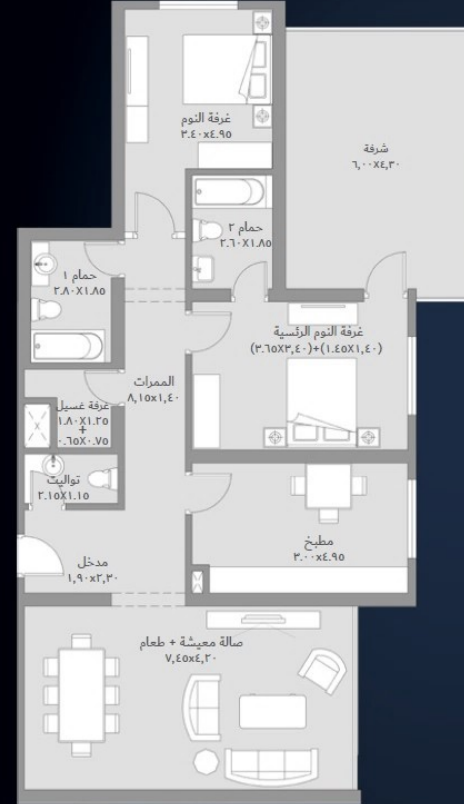 غرفة النوم
٣.٤٠x٤.٩٥
شرفة
٦,٠٠X٤,٣٠
حمام ٢
٢.٦٠X١.٨٥
حمام ١
٢.٨٠X١.٨٥
غرفة النوم الرئسية
(٣.٦٥X٣,٤٠)+(١.٤٥X١,٤٠)
الممرات
٨,١٥x١,٤٠
غرفة غسيل
١.٨٠X١.٢٥
+
٠.٦٥X٠.٧٥
تواليت
٢.١٥X١.١٥
مطبخ
٣.٠٠x٤.٩٥
مدخل
١,٩٠x٢,٣٠
صالة معيشة + طعام
٧,٤٥x٤,٢٠